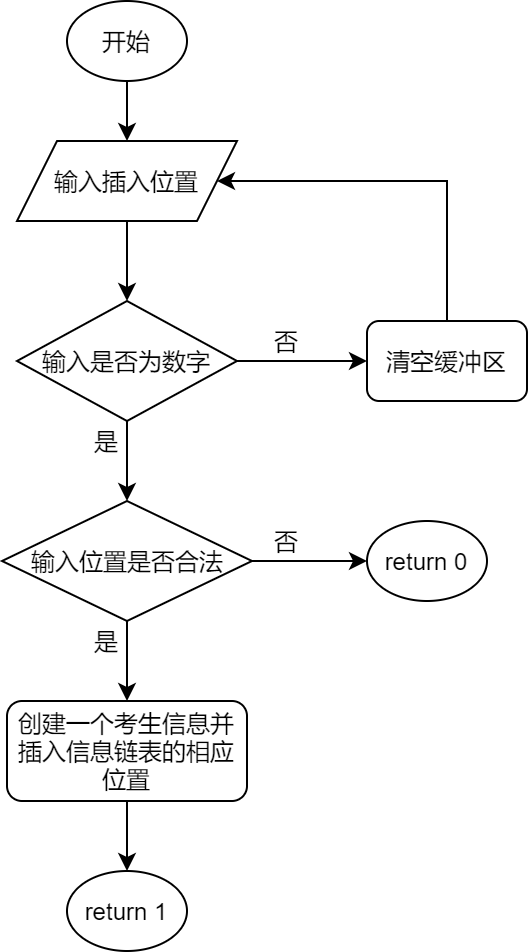 开始
输入插入位置
输入是否为数字
否
清空缓冲区
是
输入位置是否合法
否
return 0
是
创建一个考生信息并
插入信息链表的相应
位置
return 1